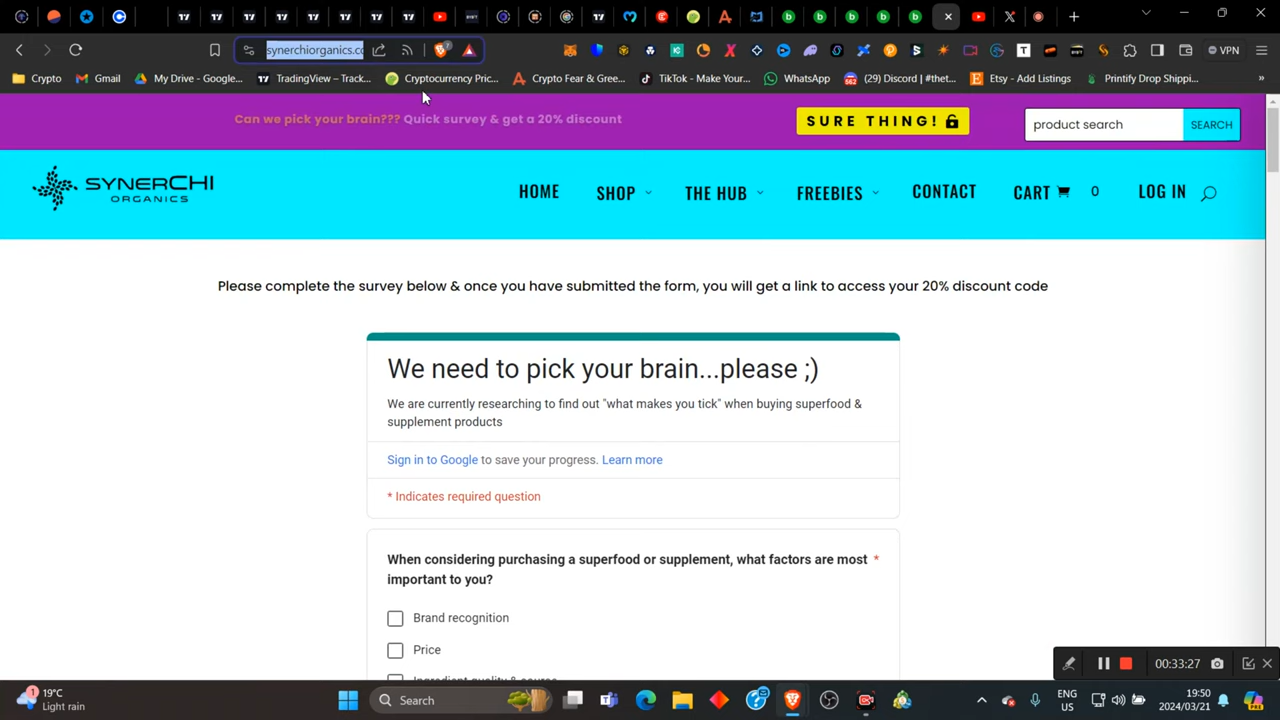 synerchiorganics.c
VPN
Crypto
Gmail
My Drive - Google...
TradingView – Track...
Cryptocurrency Pric...
Crypto Fear & Gree...
TikTok - Make Your...
WhatsApp
(29) Discord | #thet...
Etsy - Add Listings
Printify Drop Shippi...
Can we pick your brain??? Quick survey & get a 20% discount
SURE THING!
product search
SEARCH
SYNERCHI
ORGANICS
HOME
SHOP
THE HUB
FREEBIES
CONTACT
CART
0
LOG IN
Please complete the survey below & once you have submitted the form, you will get a link to access your 20% discount code
We need to pick your brain...please ;)
We are currently researching to find out "what makes you tick" when buying superfood &
supplement products
Sign in to Google to save your progress. Learn more
* Indicates required question
When considering purchasing a superfood or supplement, what factors are most *
important to you?
Brand recognition
Price
Ingredient quality & source
00:33:27
1
19°C
Light rain
Search
ENG
US
19:50
2024/03/21